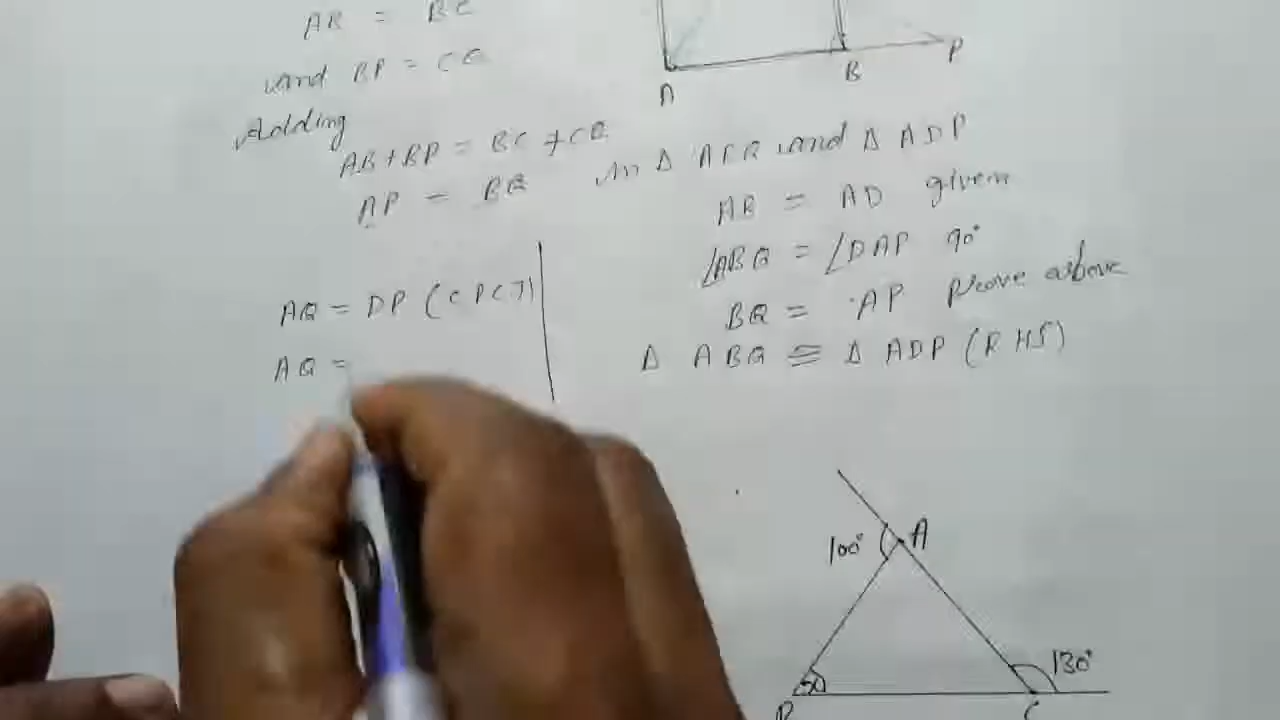 AB = BC
and BP = CQ
Adding
AB+BP = BC+CQ
AP = BQ
AQ = DP (CPCT)
AQ =
A
B
P
In Δ and Δ ADP
AB = AD given
∠ABQ = ∠DAP 90°
BQ = AP Prove above
Δ ABQ ≅ Δ ADP (RHS)
100°
A
130°
B
C